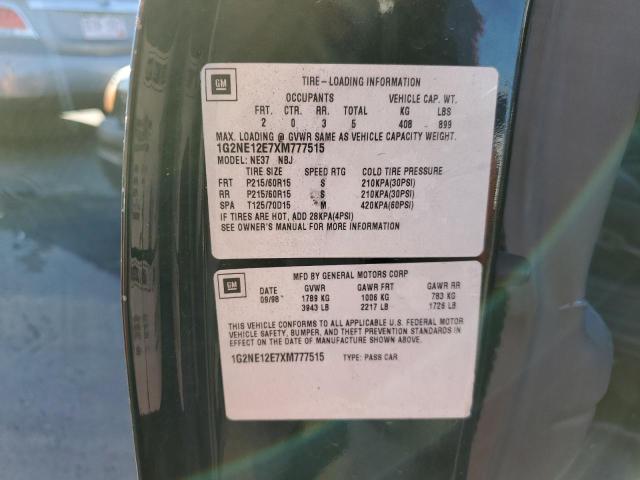 GM
TIRE-LOADING INFORMATION
OCCUPANTS VEHICLE CAP. WT.
FRT. CTR. RR. TOTAL KG LBS
2 0 3 5 408 899
MAX. LOADING @ GVWR SAME AS VEHICLE CAPACITY WEIGHT.
1G2NE12E7XM777515
MODEL: NE37 NBJ
TIRE SIZE SPEED RTG COLD TIRE PRESSURE
FRT P215/60R15 S 210KPA(30PSI)
RR P215/60R15 S 210KPA(30PSI)
SPA T125/70D15 M 420KPA(60PSI)
IF TIRES ARE HOT, ADD 28KPA(4PSI)
SEE OWNER'S MANUAL FOR MORE INFORMATION
GM
MFD BY GENERAL MOTORS CORP
DATE GVWR GAWR FRT GAWR RR
09/98 1789 KG 1006 KG 783 KG
3943 LB 2217 LB 1726 LB
THIS VEHICLE CONFORMS TO ALL APPLICABLE U.S. FEDERAL MOTOR
VEHICLE SAFETY, BUMPER, AND THEFT PREVENTION STANDARDS IN
EFFECT ON THE DATE OF MANUFACTURE SHOWN ABOVE.
1G2NE12E7XM777515 TYPE: PASS CAR